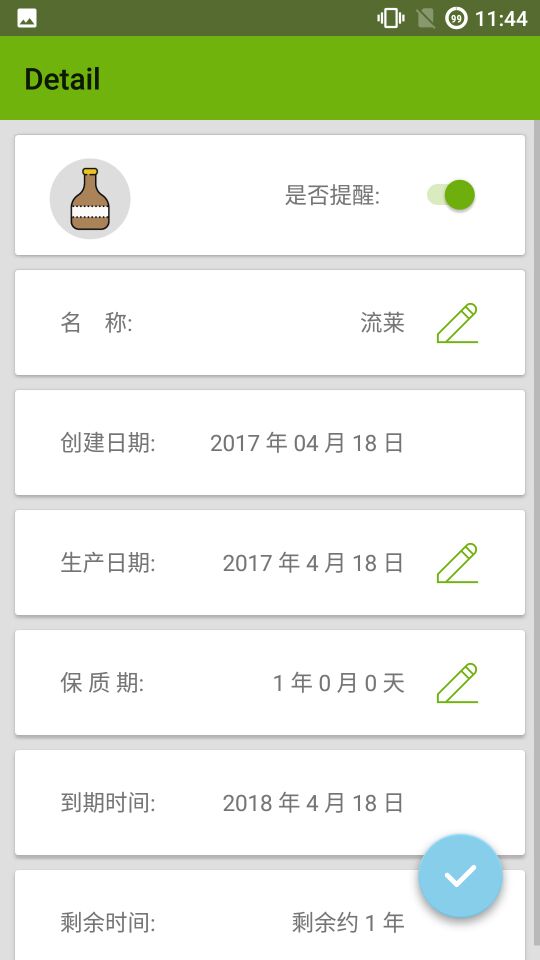 99 11:44
Detail
是否提醒:
名 称: 流莱
创建日期: 2017 年 04 月 18 日
生产日期: 2017 年 4 月 18 日
保 质 期: 1 年 0 月 0 天
到期时间: 2018 年 4 月 18 日
剩余时间: 剩余约 1 年